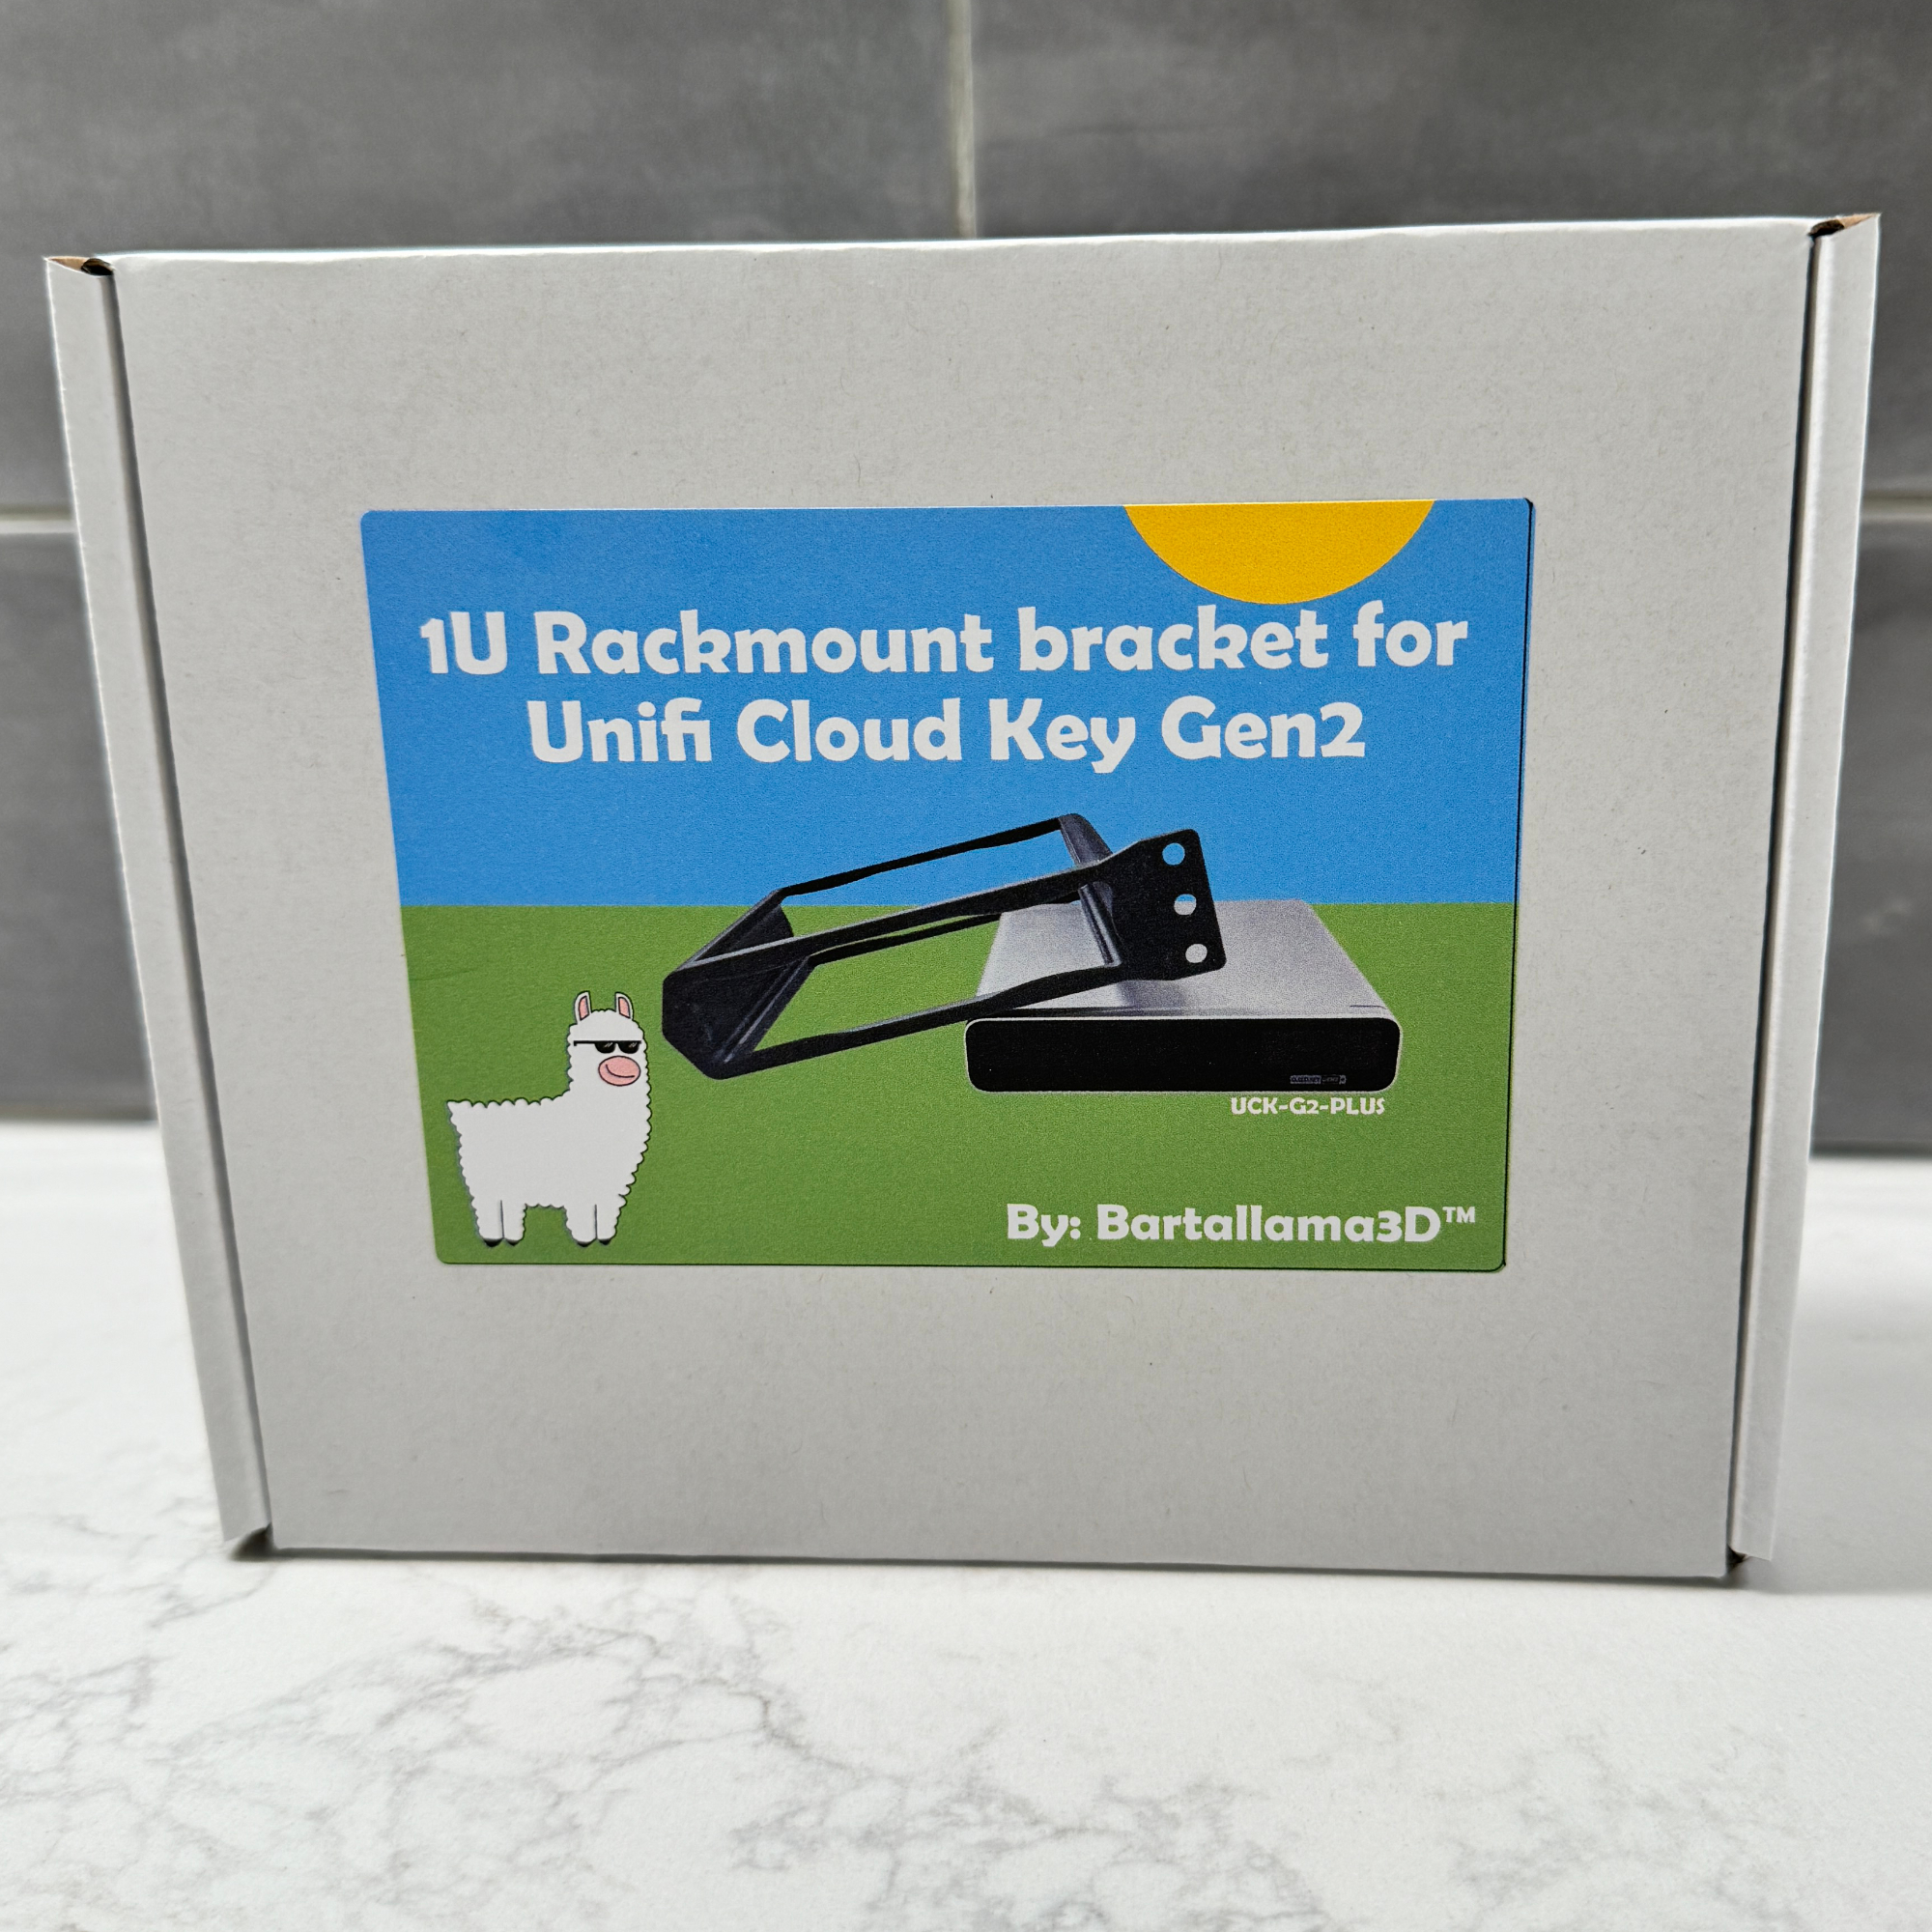 1U Rackmount bracket for
Unifi Cloud Key Gen2
UCK-G2-PLUS
By: Bartallama3D™